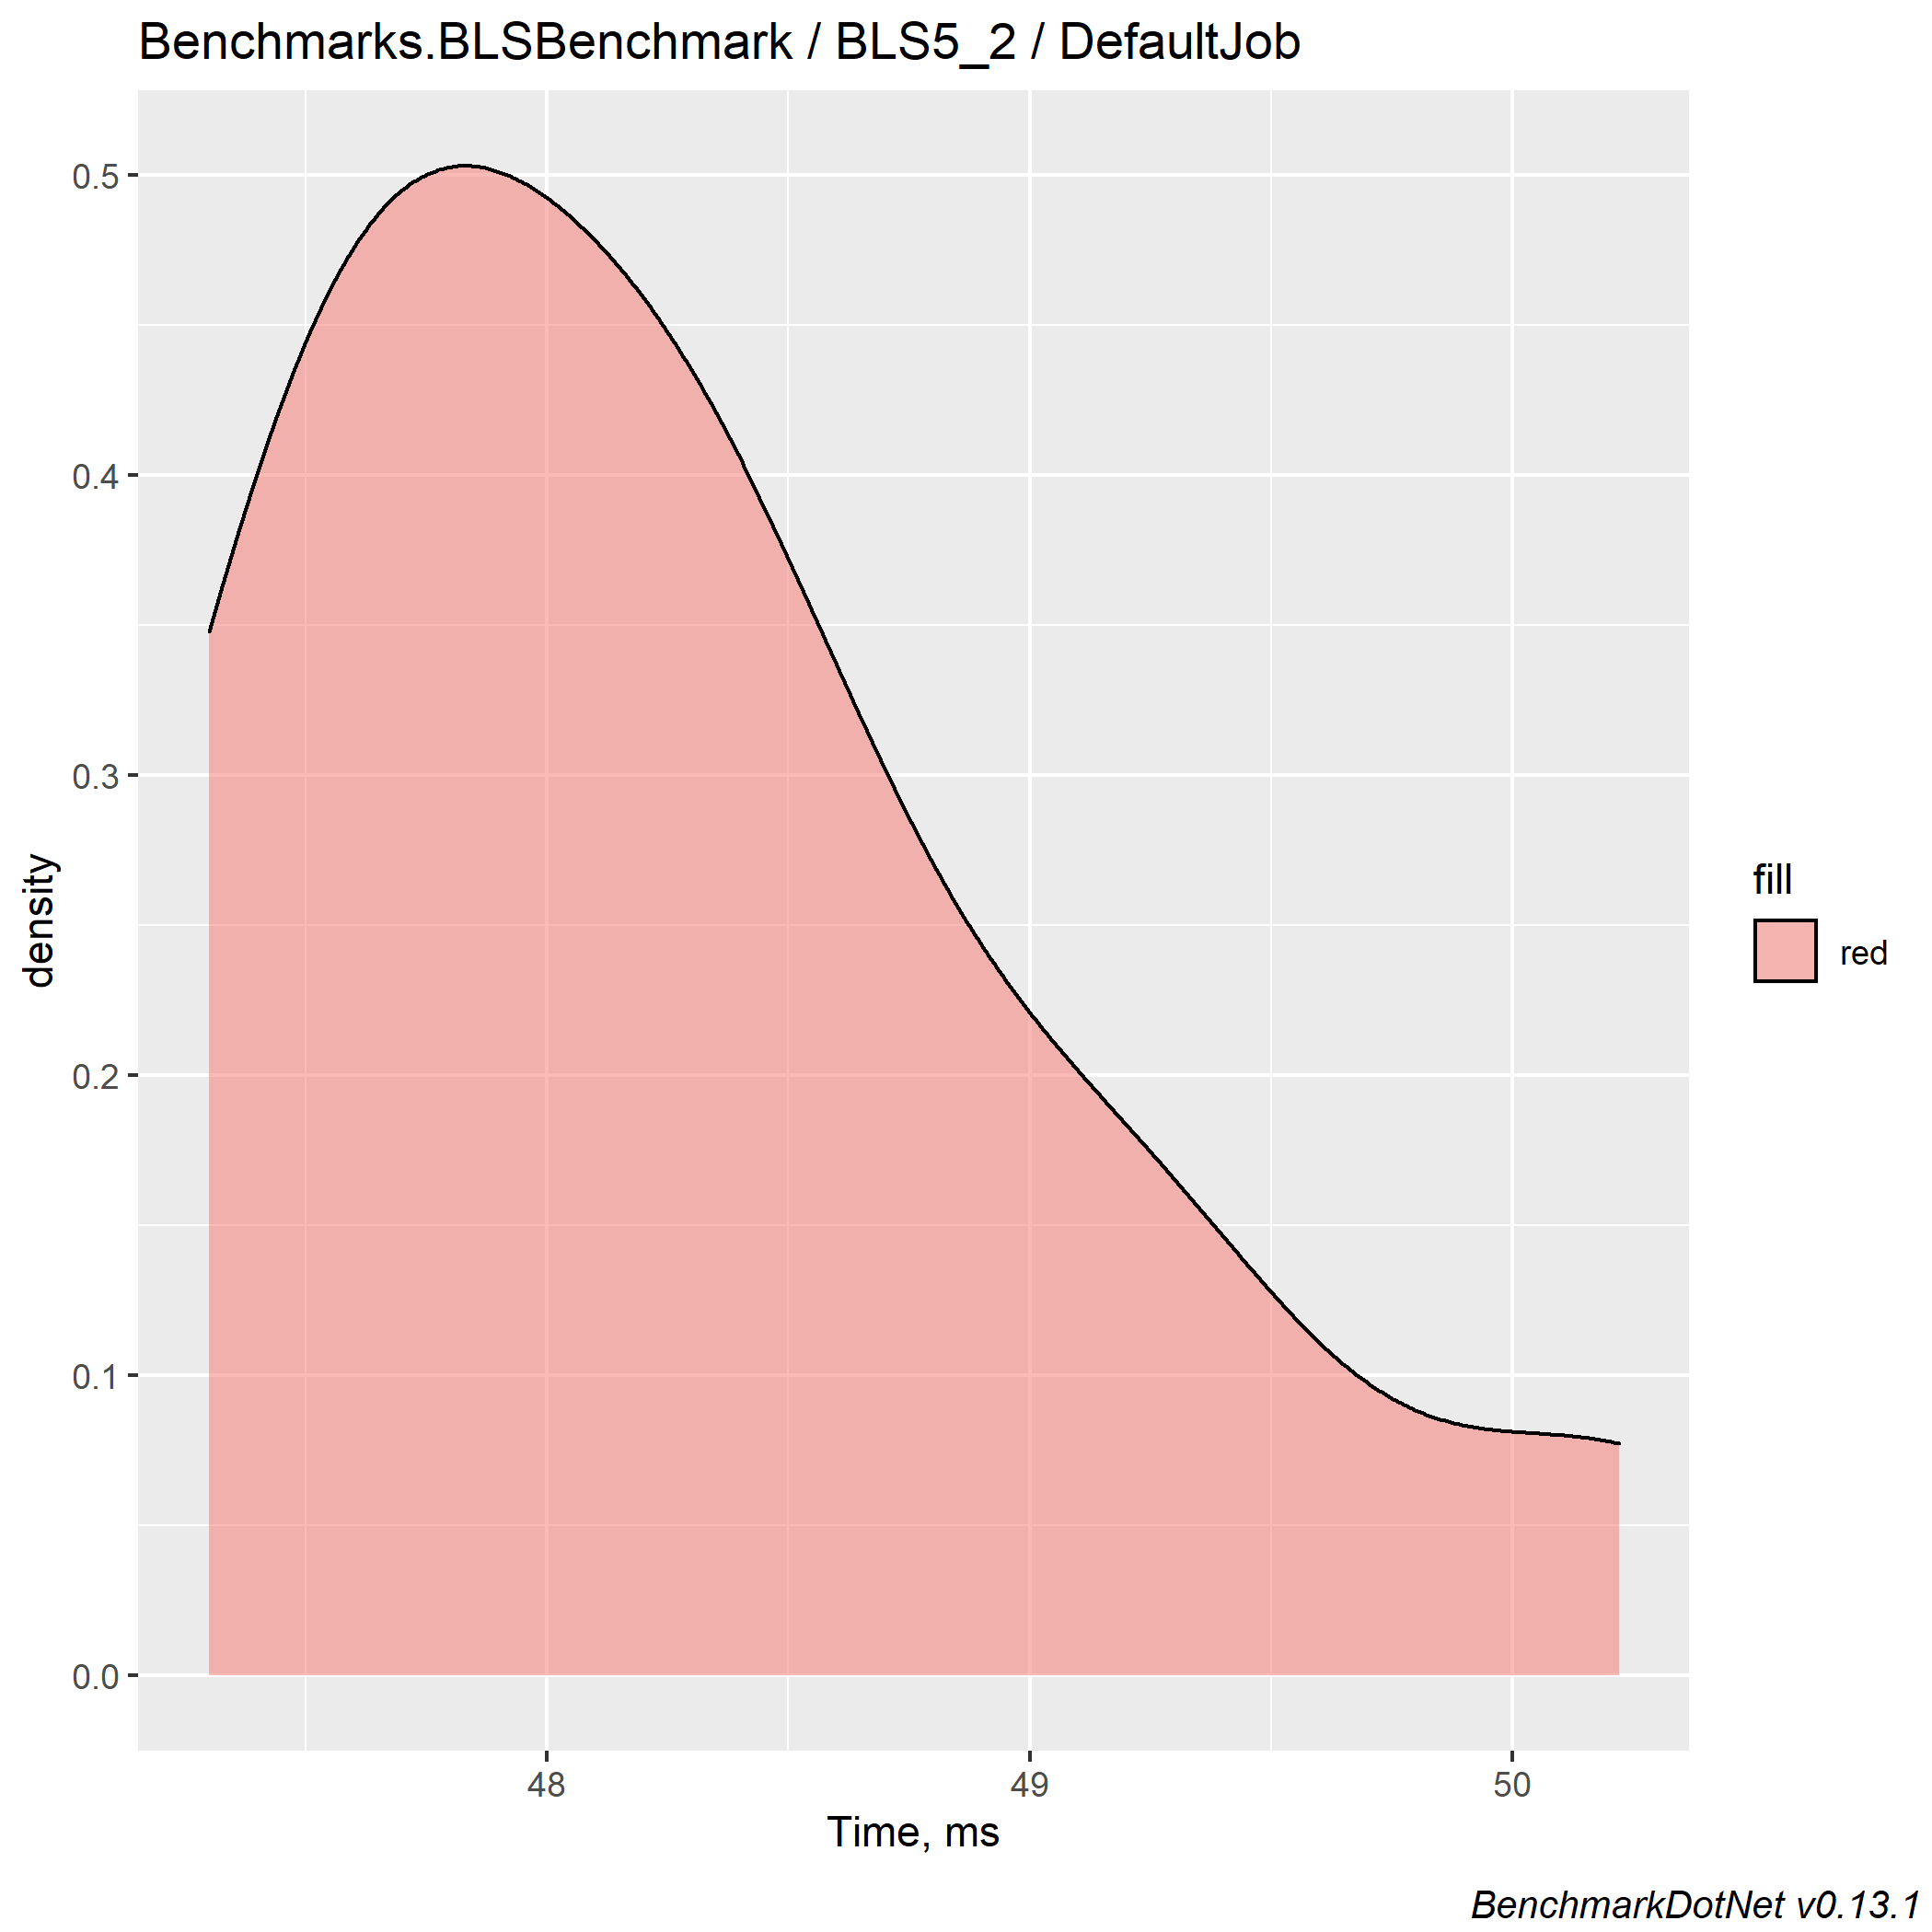 Benchmarks.BLSBenchmark / BLS5_2 / DefaultJob
0.5
0.4
0.3
0.2
0.1
0.0
density
48 49 50
Time, ms
fill
red
BenchmarkDotNet v0.13.1